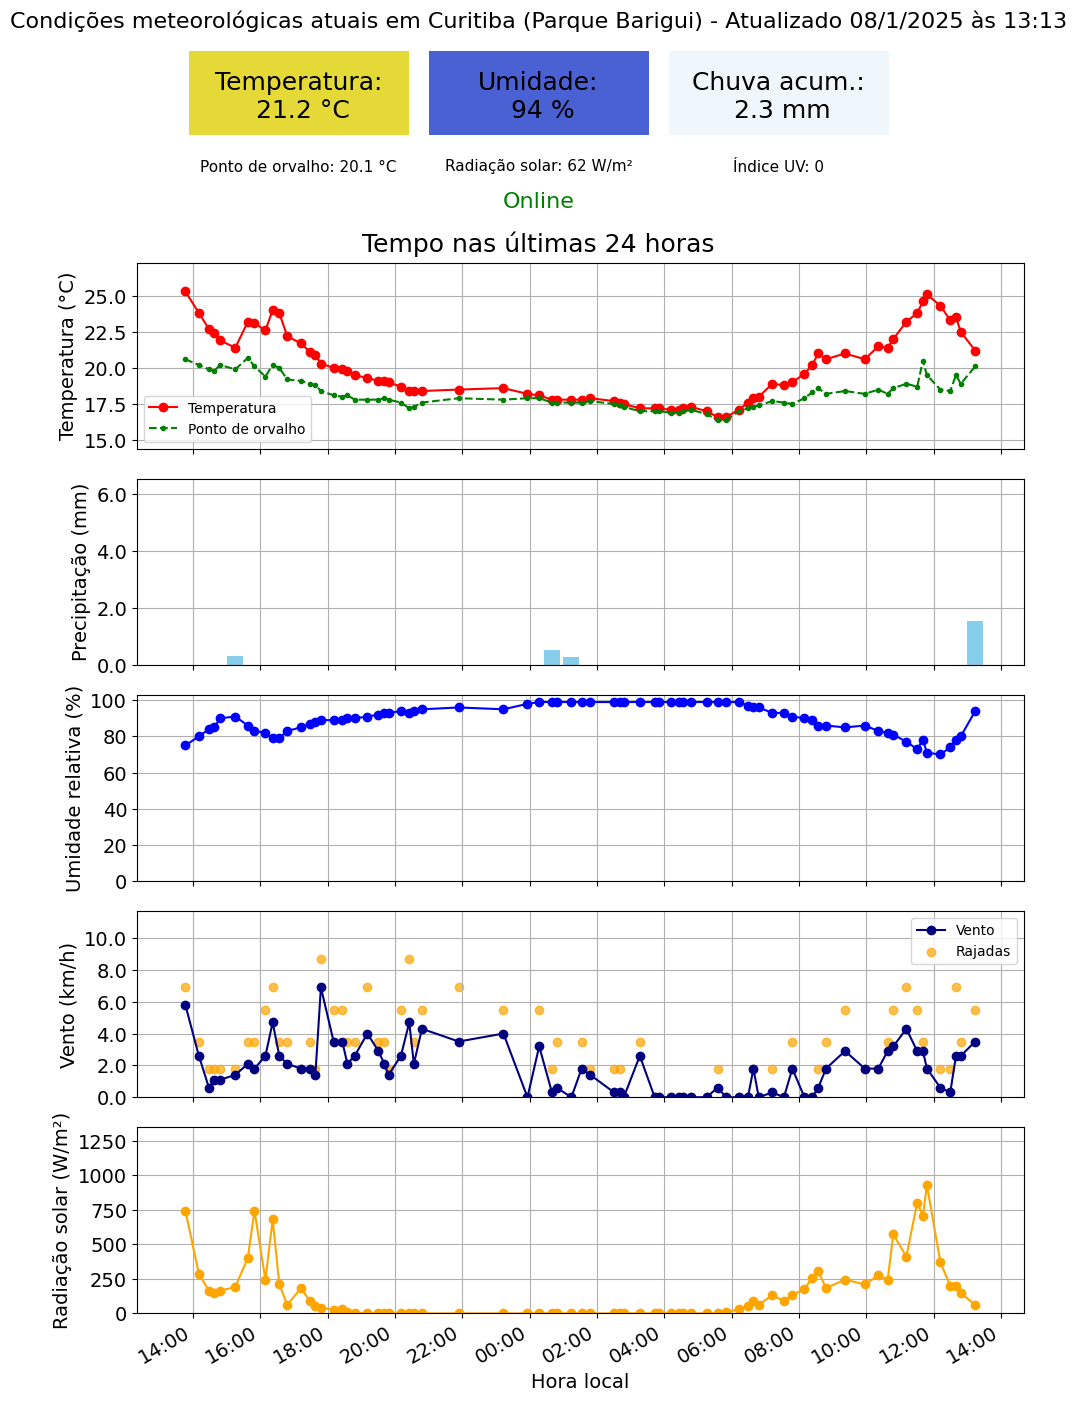 Condições meteorológicas atuais em Curitiba (Parque Barigui) - Atualizado 08/1/2025 às 13:13
Temperatura:
21.2 °C
Umidade:
94 %
Chuva acum.:
2.3 mm
Ponto de orvalho: 20.1 °C
Radiação solar: 62 W/m²
Índice UV: 0
Online
Tempo nas últimas 24 horas
Temperatura (°C)
25.0
22.5
20.0
17.5
15.0
Temperatura
Ponto de orvalho
Precipitação (mm)
6.0
4.0
2.0
0.0
Umidade relativa (%)
100
80
60
40
20
0
Vento (km/h)
10.0
8.0
6.0
4.0
2.0
0.0
Vento
Rajadas
Radiação solar (W/m²)
1250
1000
750
500
250
0
14:00
16:00
18:00
20:00
22:00
00:00
02:00
04:00
06:00
08:00
10:00
12:00
14:00
Hora local